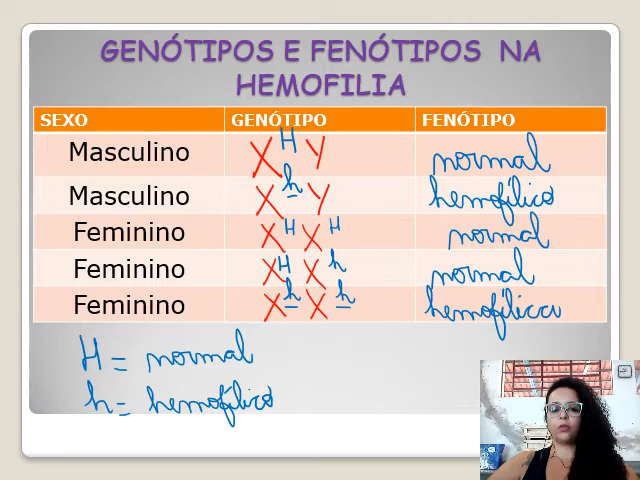 GENÓTIPOS E FENÓTIPOS NA
HEMOFILIA
SEXO GENÓTIPO FENÓTIPO
Masculino X^H Y normal
Masculino X^h Y hemofílico
Feminino X^H X^H normal
Feminino X^H X^h normal
Feminino X^h X^h hemofílica
H = normal
h = hemofílico